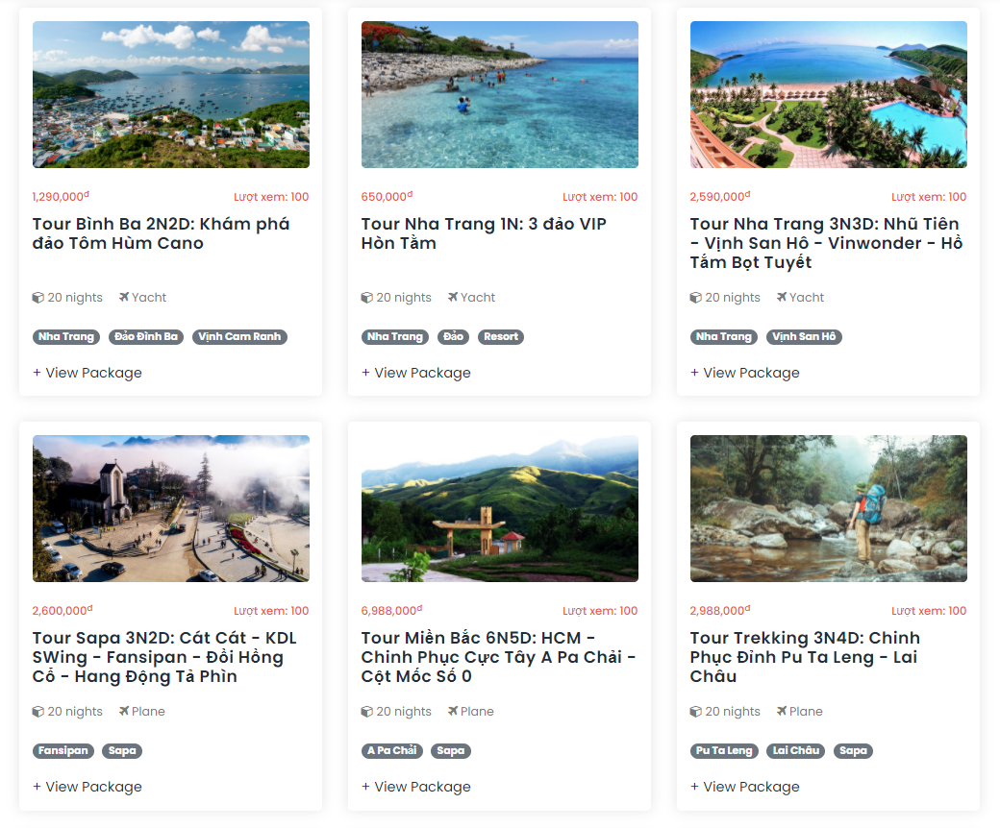 1,290,000đ Lượt xem: 100
Tour Bình Ba 2N2D: Khám phá
đảo Tôm Hùm Cano
20 nights Yacht
Nha Trang Đảo Đình Ba Vịnh Cam Ranh
+ View Package
650,000đ Lượt xem: 100
Tour Nha Trang 1N: 3 đảo VIP
Hòn Tằm
20 nights Yacht
Nha Trang Đảo Resort
+ View Package
2,590,000đ Lượt xem: 100
Tour Nha Trang 3N3D: Nhũ Tiên
- Vịnh San Hô - Vinwonder - Hồ
Tắm Bọt Tuyết
20 nights Yacht
Nha Trang Vịnh San Hô
+ View Package
2,600,000đ Lượt xem: 100
Tour Sapa 3N2D: Cát Cát - KDL
SWing - Fansipan - Đồi Hồng
Cổ - Hang Động Tả Phìn
20 nights Plane
Fansipan Sapa
+ View Package
6,988,000đ Lượt xem: 100
Tour Miền Bắc 6N5D: HCM -
Chinh Phục Cực Tây A Pa Chải -
Cột Mốc Số 0
20 nights Plane
A Pa Chải Sapa
+ View Package
2,988,000đ Lượt xem: 100
Tour Trekking 3N4D: Chinh
Phục Đỉnh Pu Ta Leng - Lai
Châu
20 nights Plane
Pu Ta Leng Lai Châu Sapa
+ View Package